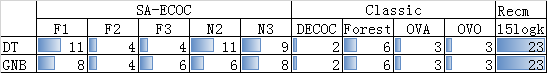 SA-ECOC Classic Recm
F1 F2 F3 N2 N3 DECOC Forest OVA OVO 15logk
DT 11 4 4 11 9 2 6 3 3 23
GNB 8 4 6 6 8 2 6 3 3 23